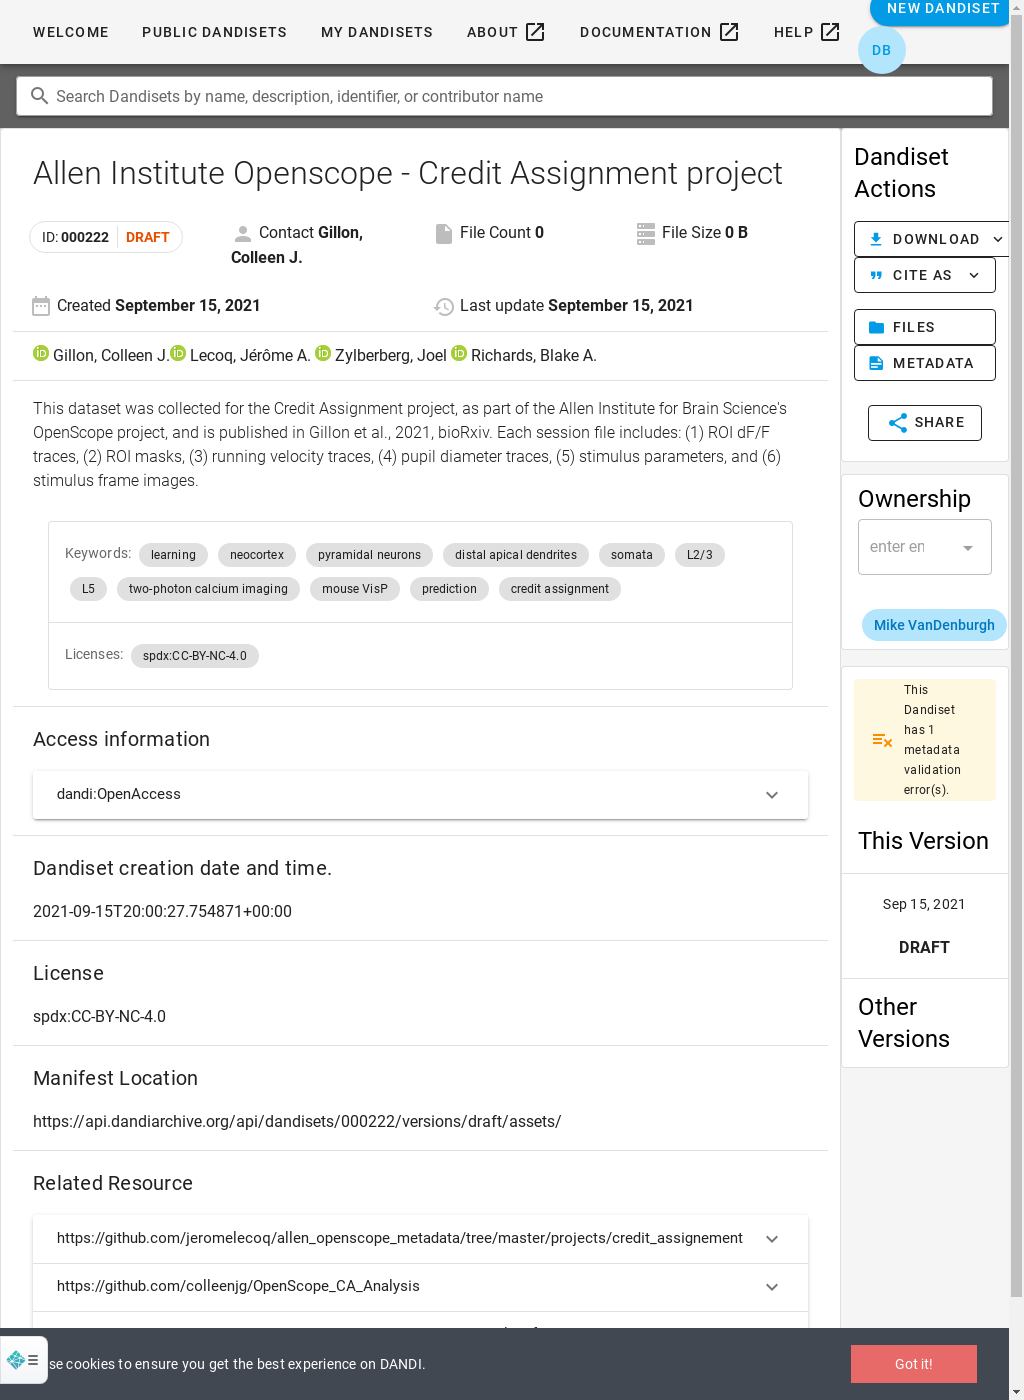 WELCOME PUBLIC DANDISETS MY DANDISETS ABOUT DOCUMENTATION HELP NEW DANDISET
DB
Search Dandisets by name, description, identifier, or contributor name
Allen Institute Openscope - Credit Assignment project
ID: 000222 DRAFT
Contact Gillon,
Colleen J.
File Count 0
File Size 0 B
Created September 15, 2021
Last update September 15, 2021
Gillon, Colleen J. Lecoq, Jérôme A. Zylberberg, Joel Richards, Blake A.
This dataset was collected for the Credit Assignment project, as part of the Allen Institute for Brain Science's
OpenScope project, and is published in Gillon et al., 2021, bioRxiv. Each session file includes: (1) ROI dF/F
traces, (2) ROI masks, (3) running velocity traces, (4) pupil diameter traces, (5) stimulus parameters, and (6)
stimulus frame images.
Keywords: learning neocortex pyramidal neurons distal apical dendrites somata L2/3
L5 two-photon calcium imaging mouse VisP prediction credit assignment
Licenses: spdx:CC-BY-NC-4.0
Access information
dandi:OpenAccess
Dandiset creation date and time.
2021-09-15T20:00:27.754871+00:00
License
spdx:CC-BY-NC-4.0
Manifest Location
https://api.dandiarchive.org/api/dandisets/000222/versions/draft/assets/
Related Resource
https://github.com/jeromelecoq/allen_openscope_metadata/tree/master/projects/credit_assignement
https://github.com/colleenjg/OpenScope_CA_Analysis
Dandiset
Actions
DOWNLOAD
CITE AS
FILES
METADATA
SHARE
Ownership
enter en
Mike VanDenburgh
This
Dandiset
has 1
metadata
validation
error(s).
This Version
Sep 15, 2021
DRAFT
Other
Versions
se cookies to ensure you get the best experience on DANDI.
Got it!